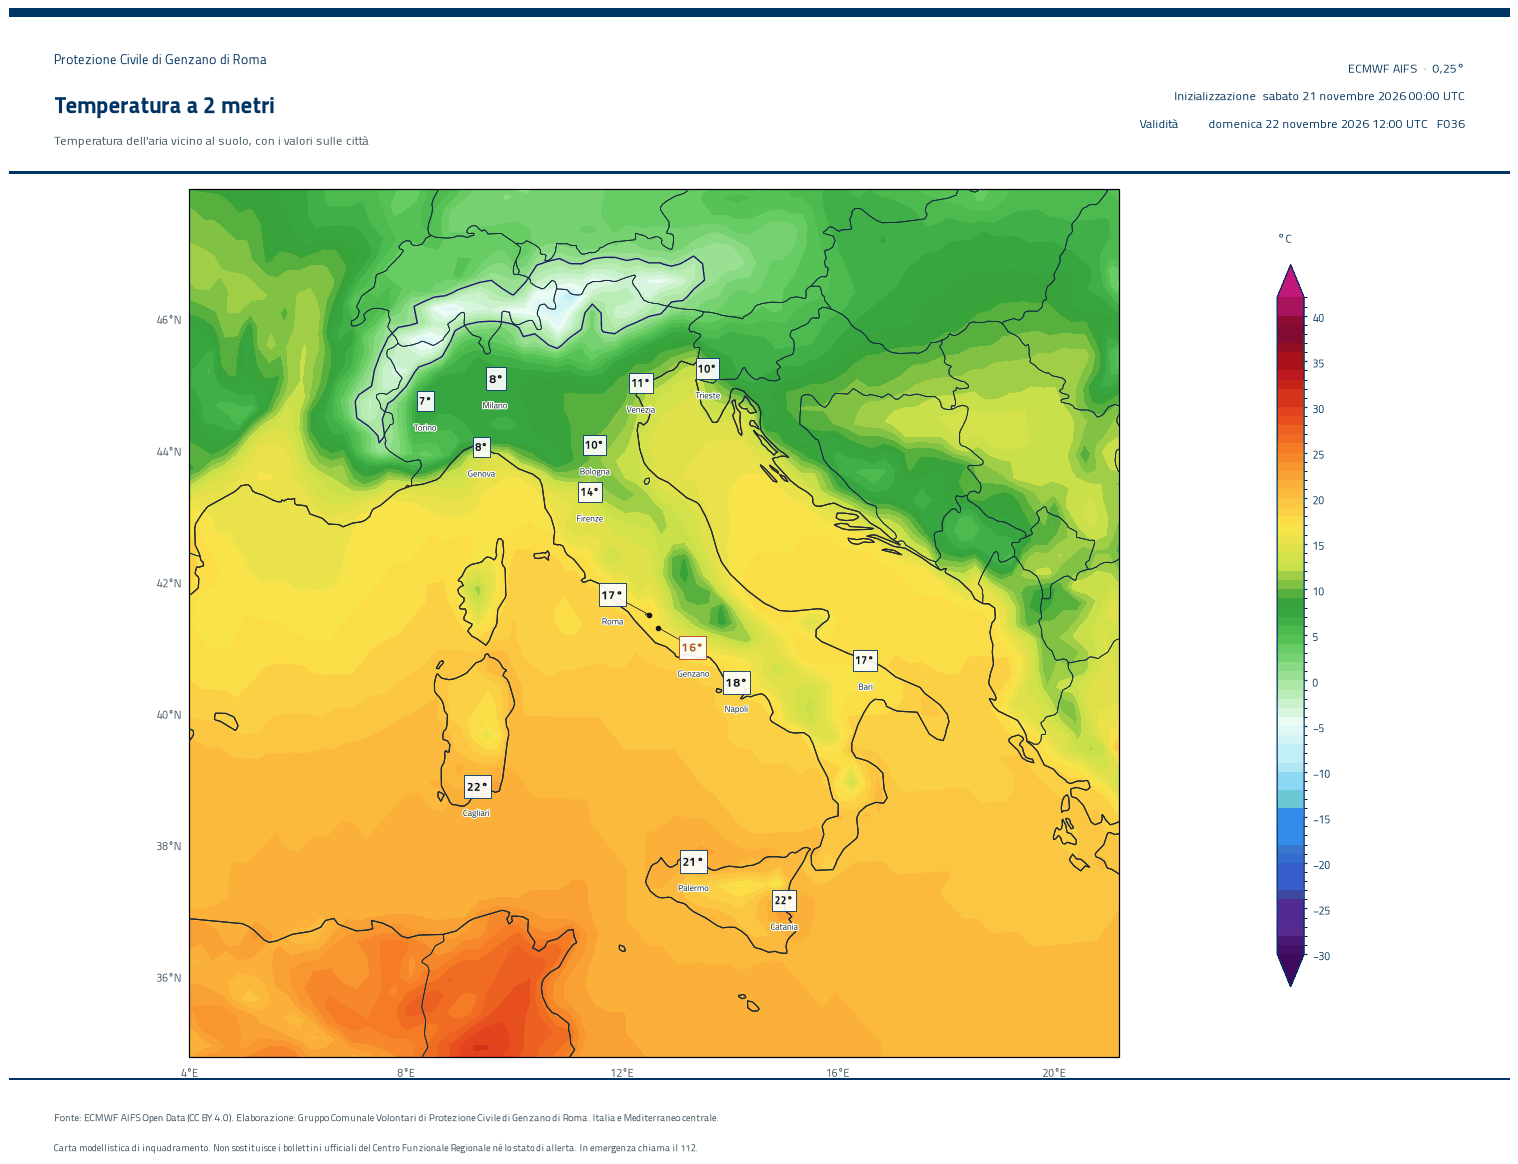 Protezione Civile di Genzano di Roma
Temperatura a 2 metri
Temperatura dell'aria vicino al suolo, con i valori sulle città
ECMWF AIFS · 0,25°
Inizializzazione sabato 21 novembre 2026 00:00 UTC
Validità domenica 22 novembre 2026 12:00 UTC F036
°C
40
35
30
25
20
15
10
5
0
−5
−10
−15
−20
−25
−30
46°N
44°N
42°N
40°N
38°N
36°N
4°E
8°E
12°E
16°E
20°E
10°
Trieste
11°
Venezia
8°
Milano
7°
Torino
8°
Genova
10°
Bologna
14°
Firenze
17°
Roma
16°
Genzano
18°
Napoli
17°
Bari
22°
Cagliari
21°
Palermo
22°
Catania
Fonte: ECMWF AIFS Open Data (CC BY 4.0). Elaborazione: Gruppo Comunale Volontari di Protezione Civile di Genzano di Roma. Italia e Mediterraneo centrale.
Carta modellistica di inquadramento. Non sostituisce i bollettini ufficiali del Centro Funzionale Regionale né lo stato di allerta. In emergenza chiama il 112.